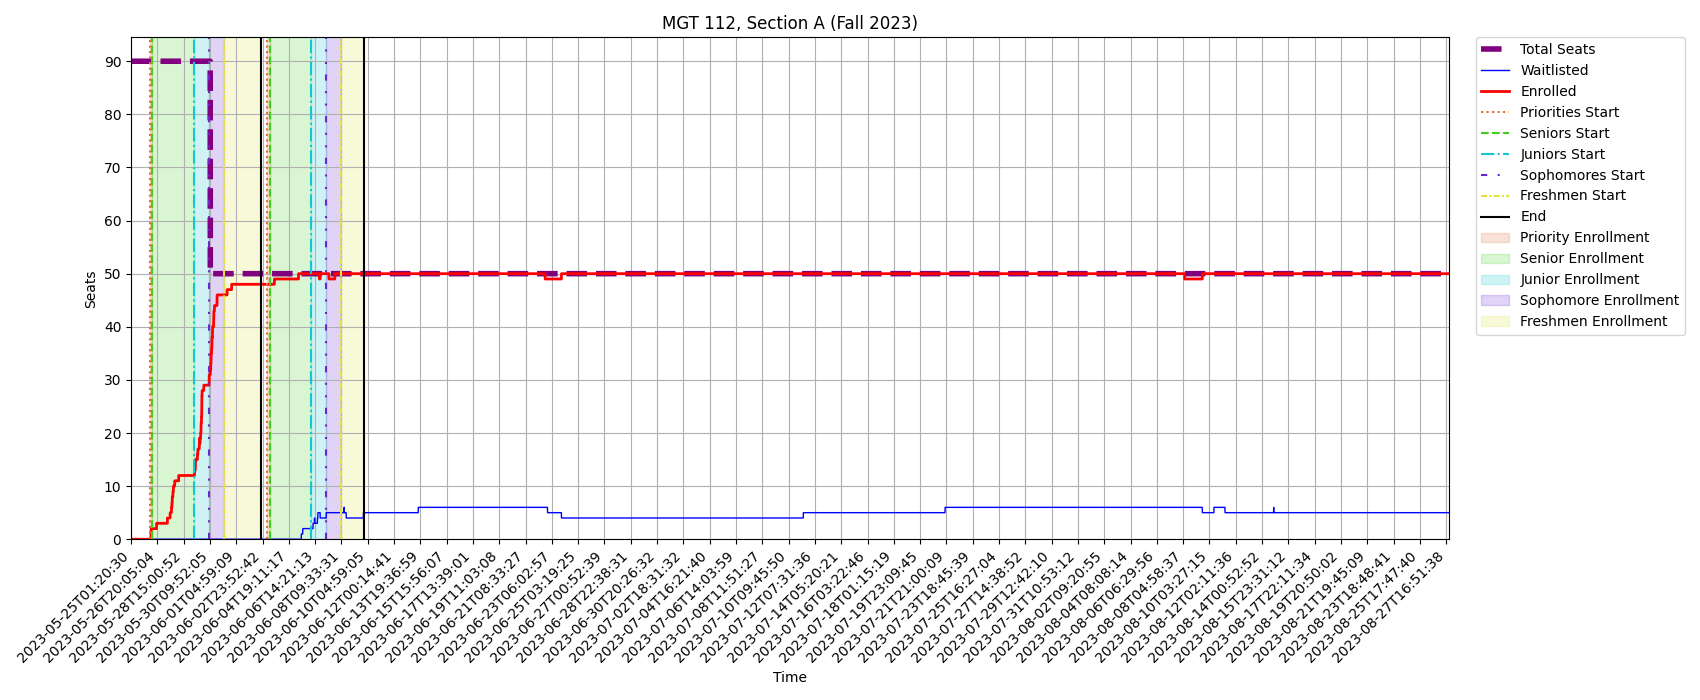 MGT 112, Section A (Fall 2023)
Seats
90
80
70
60
50
40
30
20
10
0
2023-05-25T01:20:30
2023-05-26T20:05:04
2023-05-28T15:00:52
2023-05-30T09:52:05
2023-06-01T04:59:09
2023-06-02T23:52:42
2023-06-04T19:11:17
2023-06-06T14:21:13
2023-06-08T09:33:31
2023-06-10T04:59:05
2023-06-12T00:14:41
2023-06-13T19:36:59
2023-06-15T15:56:07
2023-06-17T13:39:01
2023-06-19T11:03:08
2023-06-21T08:33:27
2023-06-23T06:02:57
2023-06-25T03:19:25
2023-06-27T00:52:39
2023-06-28T22:38:31
2023-06-30T20:26:32
2023-07-02T18:31:32
2023-07-04T16:21:40
2023-07-06T14:03:59
2023-07-08T11:51:27
2023-07-10T09:45:50
2023-07-12T07:31:36
2023-07-14T05:20:21
2023-07-16T03:22:46
2023-07-18T01:15:19
2023-07-19T23:09:45
2023-07-21T21:00:09
2023-07-23T18:45:39
2023-07-25T16:27:04
2023-07-27T14:38:52
2023-07-29T12:42:10
2023-07-31T10:53:12
2023-08-02T09:20:55
2023-08-04T08:08:14
2023-08-06T06:29:56
2023-08-08T04:58:37
2023-08-10T03:27:15
2023-08-12T02:11:36
2023-08-14T00:52:52
2023-08-15T23:31:12
2023-08-17T22:11:34
2023-08-19T20:50:02
2023-08-21T19:45:09
2023-08-23T18:48:41
2023-08-25T17:47:40
2023-08-27T16:51:38
Time
Total Seats
Waitlisted
Enrolled
Priorities Start
Seniors Start
Juniors Start
Sophomores Start
Freshmen Start
End
Priority Enrollment
Senior Enrollment
Junior Enrollment
Sophomore Enrollment
Freshmen Enrollment